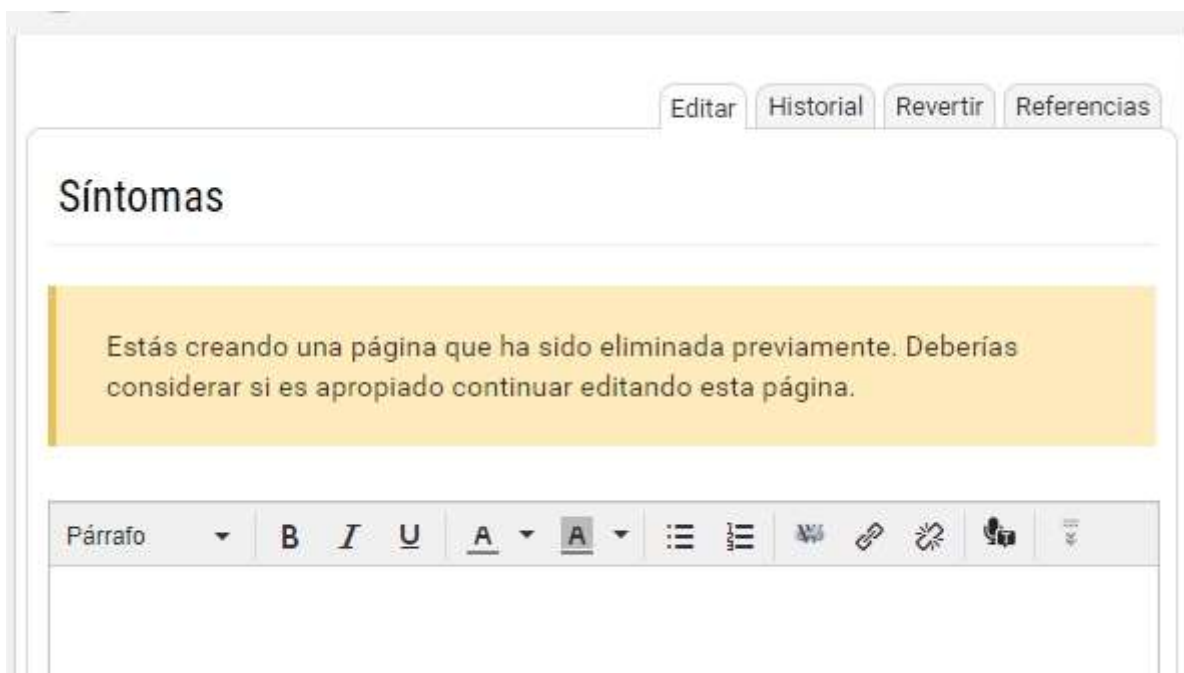 Editar Historial Revertir Referencias
Síntomas
Estás creando una página que ha sido eliminada previamente. Deberías
considerar si es apropiado continuar editando esta página.
Párrafo B I U A A